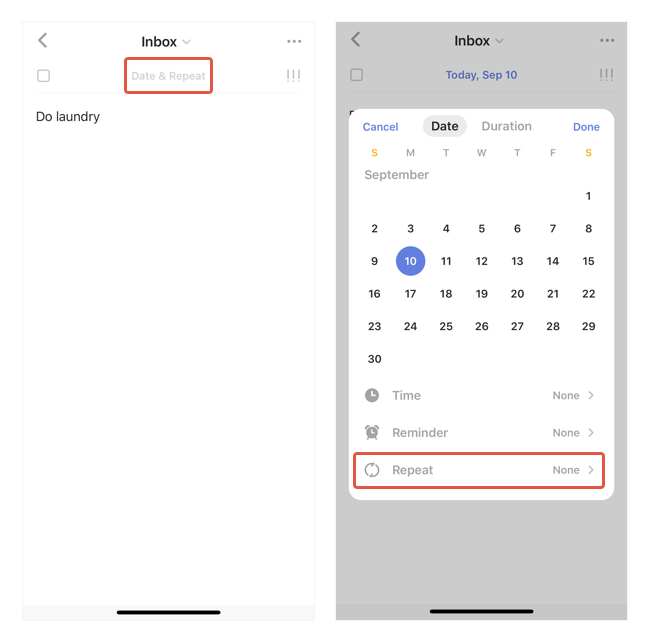 Inbox
Date & Repeat
Do laundry
Inbox
Today, Sep 10
Cancel Date Duration Done
S M T W T F S
September
1
2 3 4 5 6 7 8
9 10 11 12 13 14 15
16 17 18 19 20 21 22
23 24 25 26 27 28 29
30
Time None
Reminder None
Repeat None